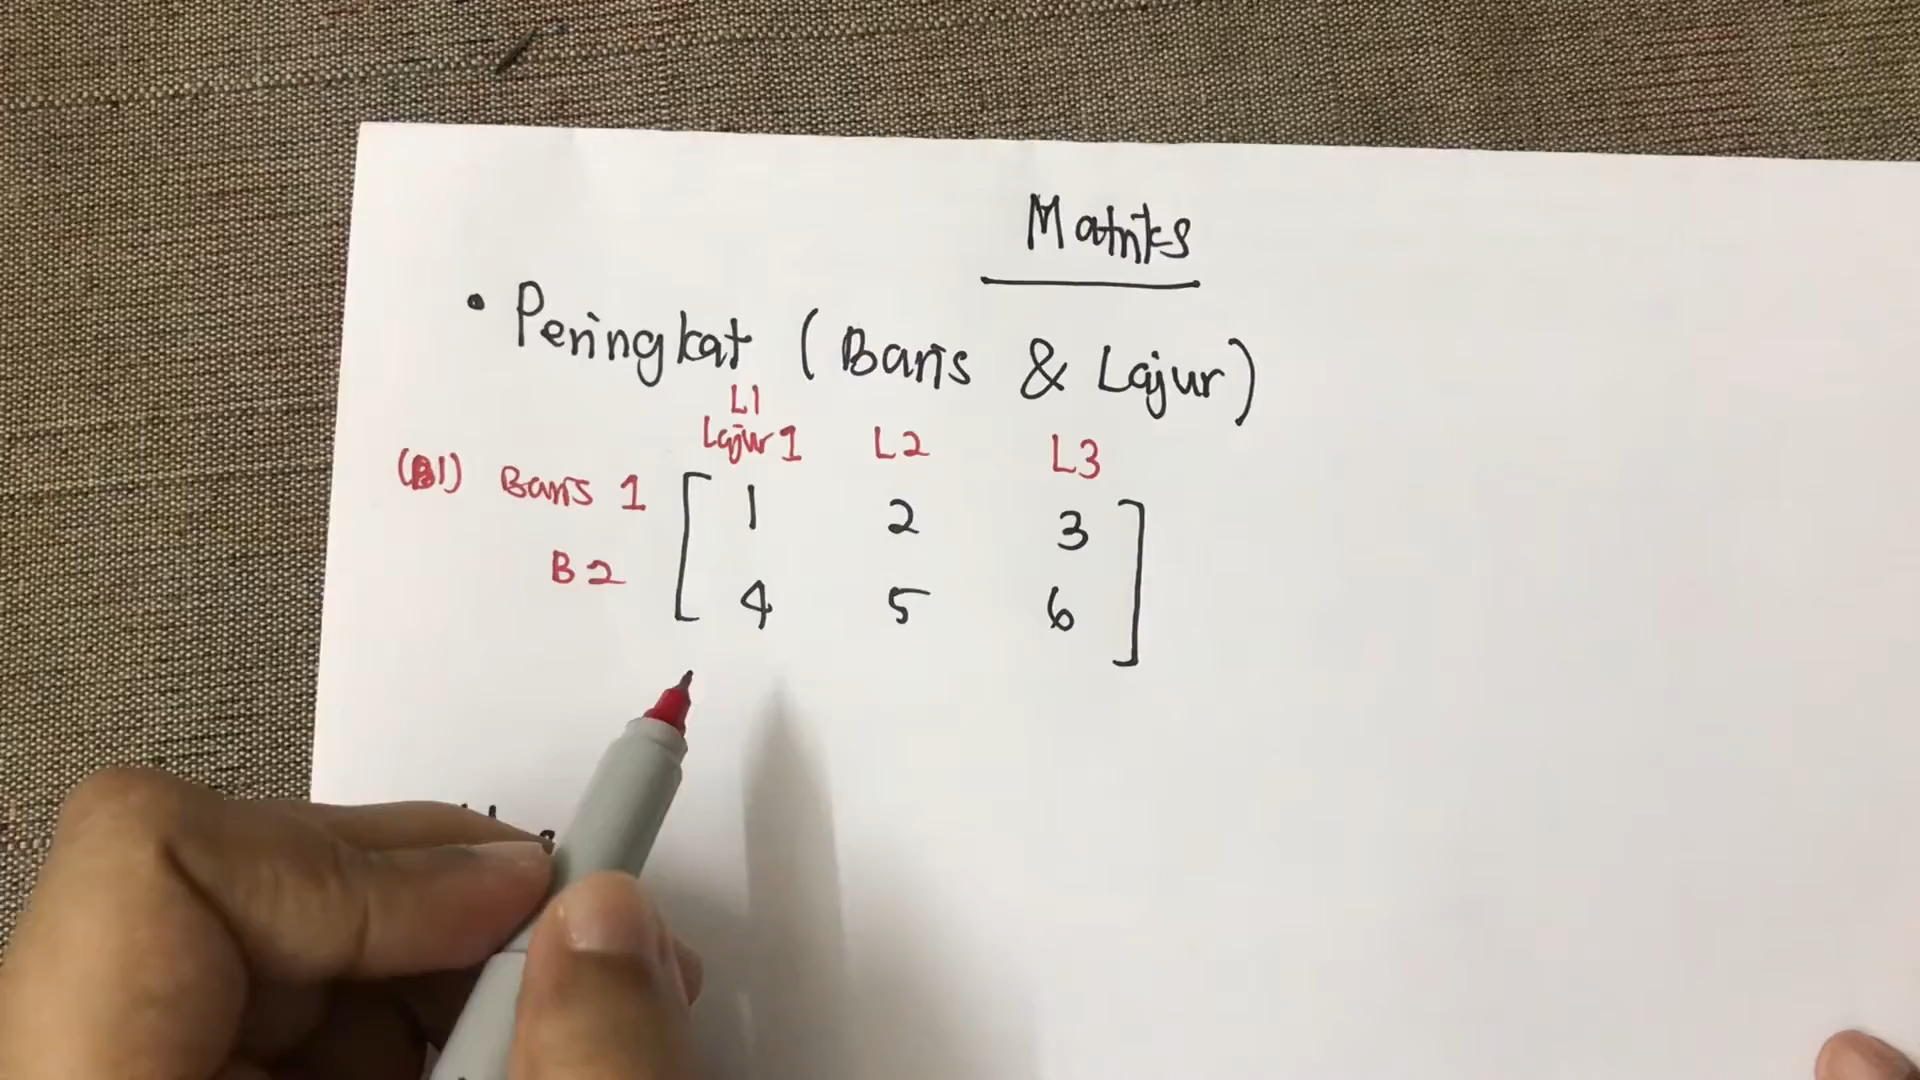 Matriks
• Peringkat (Baris & Lajur)
L1
Lajur 1 L2 L3
(B1) Baris 1 [ 1 2 3
B2 4 5 6 ]